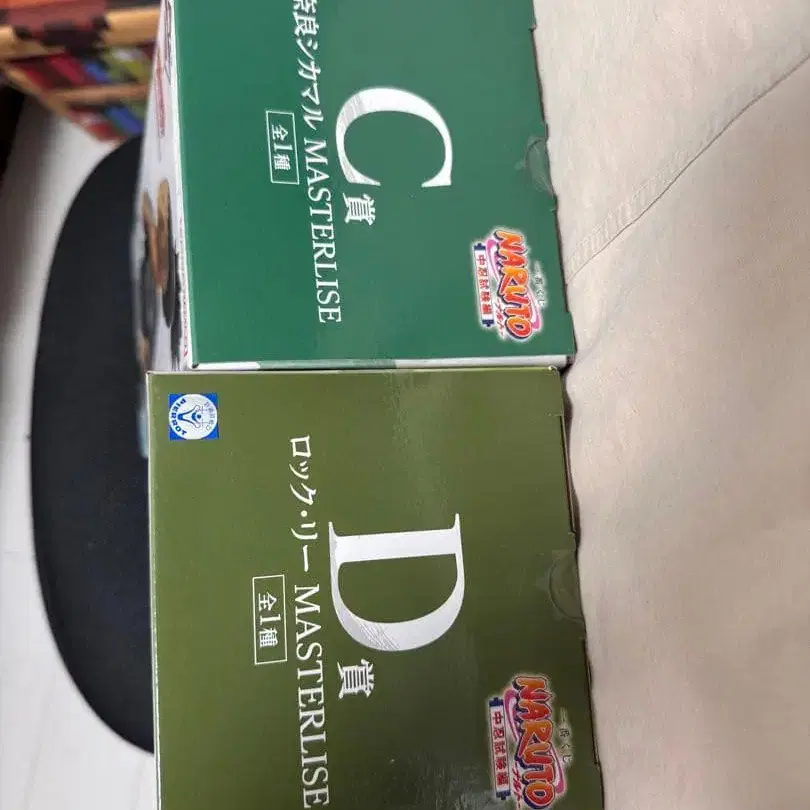 一番くじ
NARUTO
-ナルト-
中忍試験編
C賞
奈良シカマル MASTERLISE
全1種
一番くじ
NARUTO
-ナルト-
中忍試験編
D賞
ロック・リー MASTERLISE
全1種
PIERROT